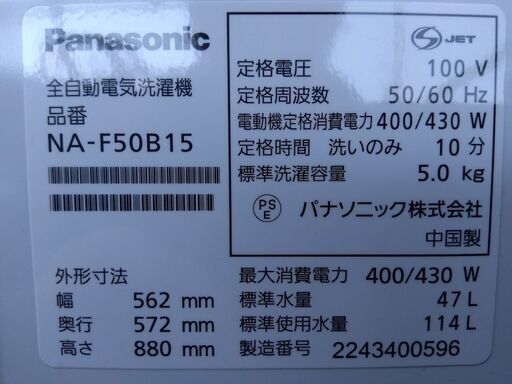 Panasonic
全自動電気洗濯機
品番
NA-F50B15
S JET
定格電圧 100 V
定格周波数 50/60 Hz
電動機定格消費電力 400/430 W
定格時間 洗いのみ 10 分
標準洗濯容量 5.0 kg
PSE パナソニック株式会社
中国製
外形寸法
幅 562 mm
奥行 572 mm
高さ 880 mm
最大消費電力 400/430 W
標準水量 47 L
標準使用水量 114 L
製造番号 2243400596